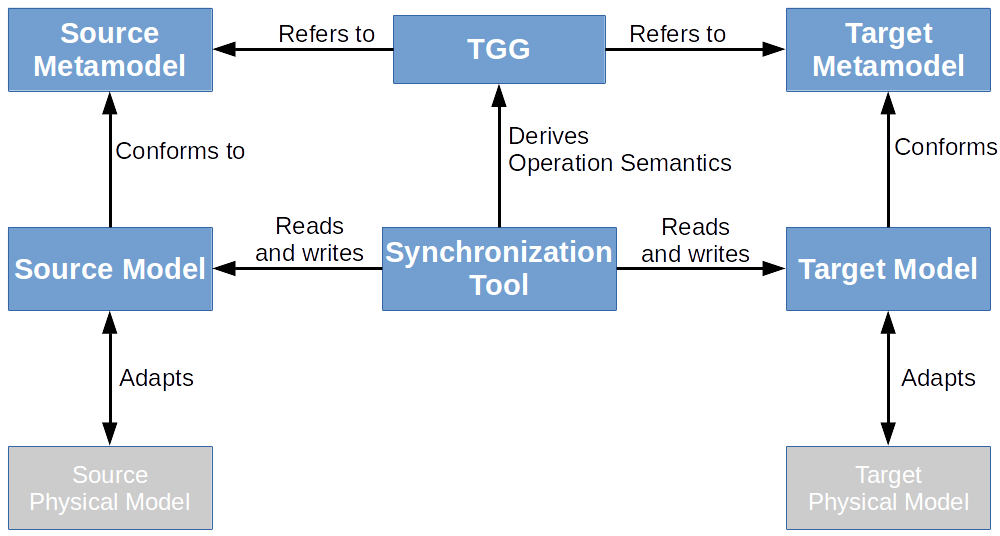 Source
Metamodel
Refers to
TGG
Refers to
Target
Metamodel
Conforms to
Derives
Operation Semantics
Conforms
Source Model
Reads
and writes
Synchronization
Tool
Reads
and writes
Target Model
Adapts
Adapts
Source
Physical Model
Target
Physical Model